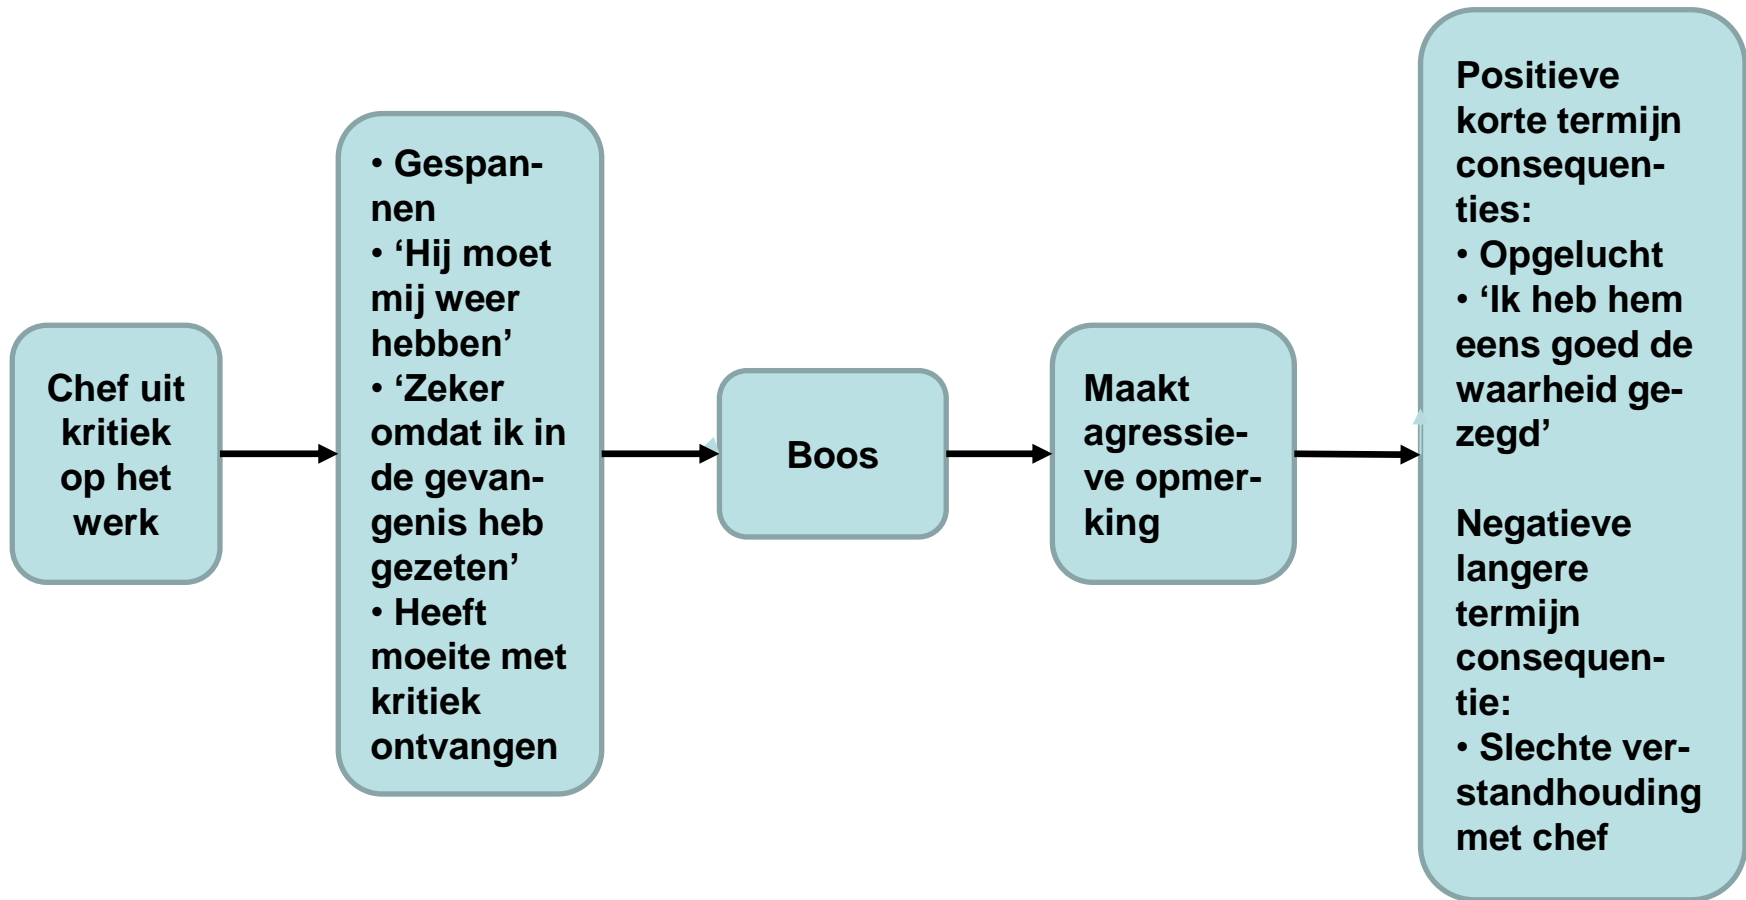 Chef uit
kritiek
op het
werk
• Gespan-
nen
• ‘Hij moet
mij weer
hebben’
• ‘Zeker
omdat ik in
de gevan-
genis heb
gezeten’
• Heeft
moeite met
kritiek
ontvangen
Boos
Maakt
agressie-
ve opmer-
king
Positieve
korte termijn
consequen-
ties:
• Opgelucht
• ‘Ik heb hem
eens goed de
waarheid ge-
zegd’
Negatieve
langere
termijn
consequen-
tie:
• Slechte ver-
standhouding
met chef